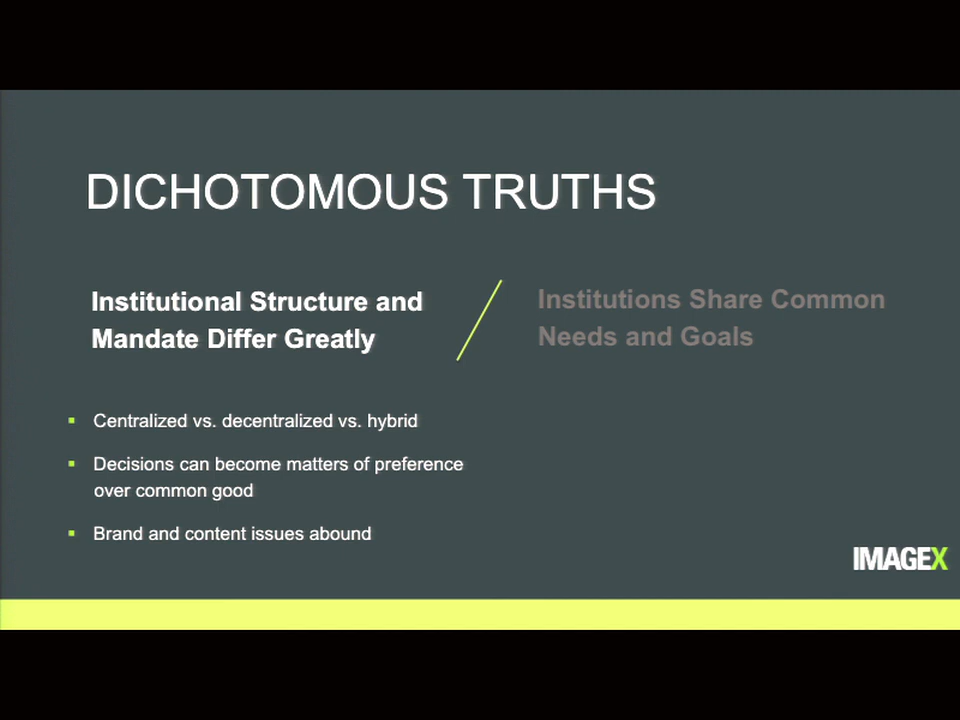 DICHOTOMOUS TRUTHS
Institutional Structure and
Mandate Differ Greatly
Institutions Share Common
Needs and Goals
Centralized vs. decentralized vs. hybrid
Decisions can become matters of preference
over common good
Brand and content issues abound
IMAGEX